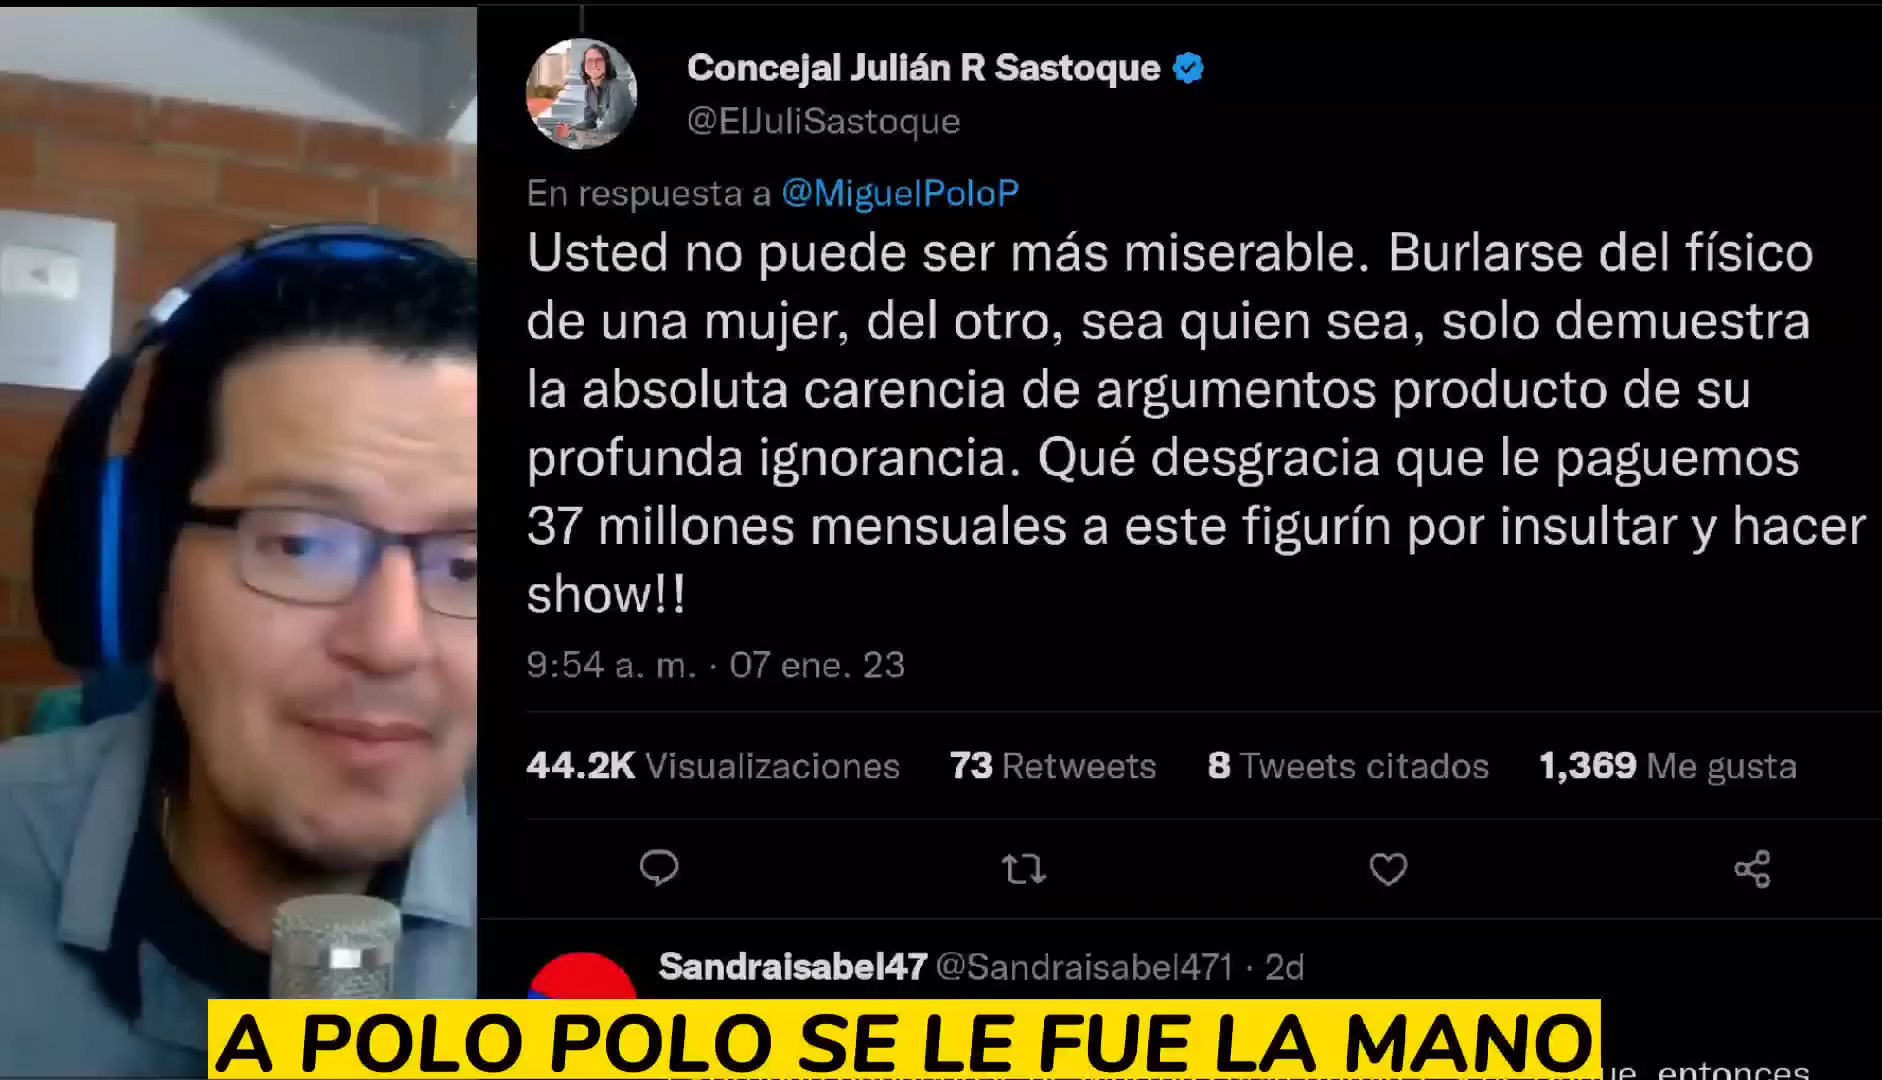 Concejal Julián R Sastoque
@ElJuliSastoque
En respuesta a @MiguelPoloP
Usted no puede ser más miserable. Burlarse del físico
de una mujer, del otro, sea quien sea, solo demuestra
la absoluta carencia de argumentos producto de su
profunda ignorancia. Qué desgracia que le paguemos
37 millones mensuales a este figurín por insultar y hacer
show!!
9:54 a. m. · 07 ene. 23
44.2K Visualizaciones 73 Retweets 8 Tweets citados 1,369 Me gusta
Sandraisabel47 @Sandraisabel471 · 2d
A POLO POLO SE LE FUE LA MANO
entonces